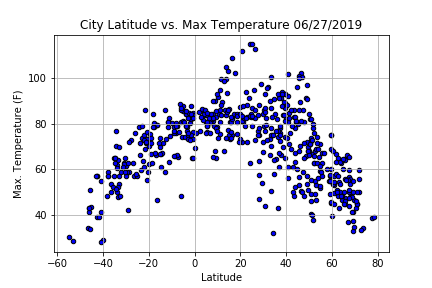 City Latitude vs. Max Temperature 06/27/2019
Max. Temperature (F)
100
80
60
40
−60 −40 −20 0 20 40 60 80
Latitude